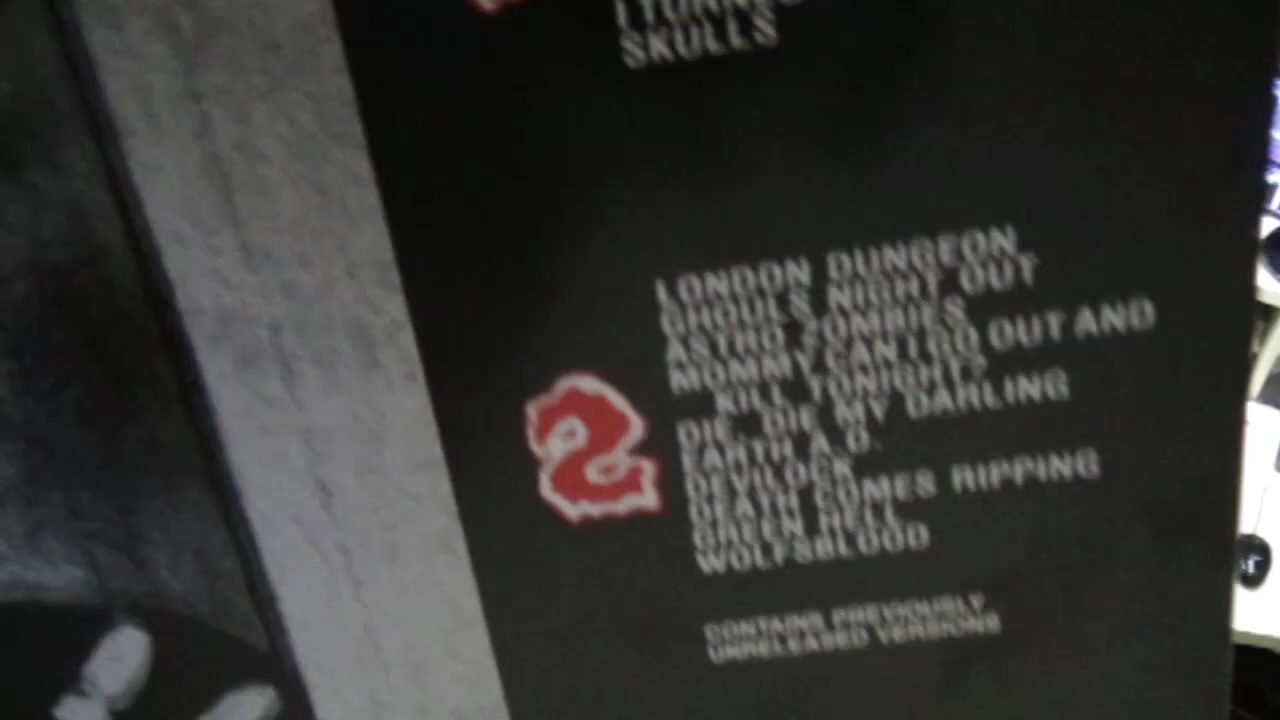 SKULLS
2
LONDON DUNGEON
GHOULS NIGHT OUT
ASTRO ZOMBIES
MOMMY, CAN I GO OUT AND
KILL TONIGHT?
DIE, DIE MY DARLING
EARTH A.D.
DEVILOCK
DEATH COMES RIPPING
GREEN HELL
WOLFSBLOOD
CONTAINS PREVIOUSLY
UNRELEASED VERSIONS